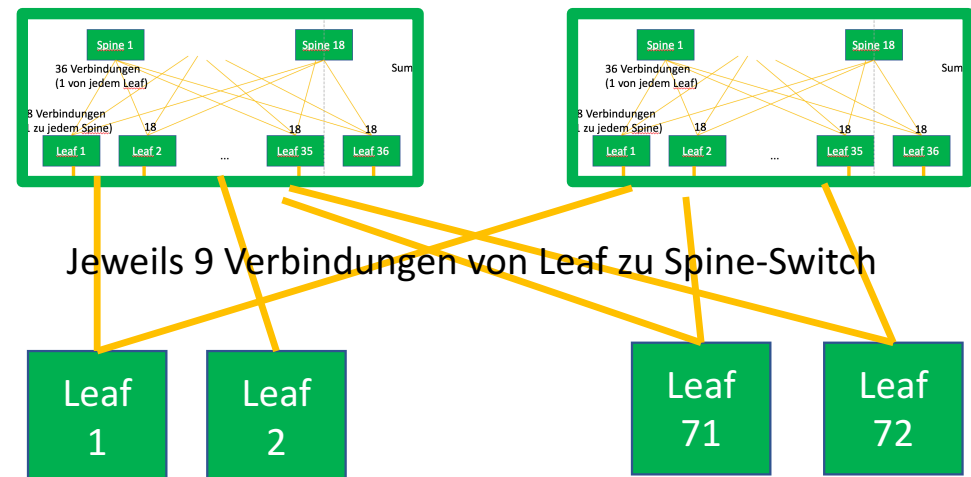 Spine 1
Spine 18
36 Verbindungen
(1 von jedem Leaf)
Sum
8 Verbindungen
1 zu jedem Spine)
18
18
18
Leaf 1
Leaf 2
...
Leaf 35
Leaf 36
Spine 1
Spine 18
36 Verbindungen
(1 von jedem Leaf)
Sum
8 Verbindungen
1 zu jedem Spine)
18
18
18
Leaf 1
Leaf 2
...
Leaf 35
Leaf 36
Jeweils 9 Verbindungen von Leaf zu Spine-Switch
Leaf
1
Leaf
2
Leaf
71
Leaf
72